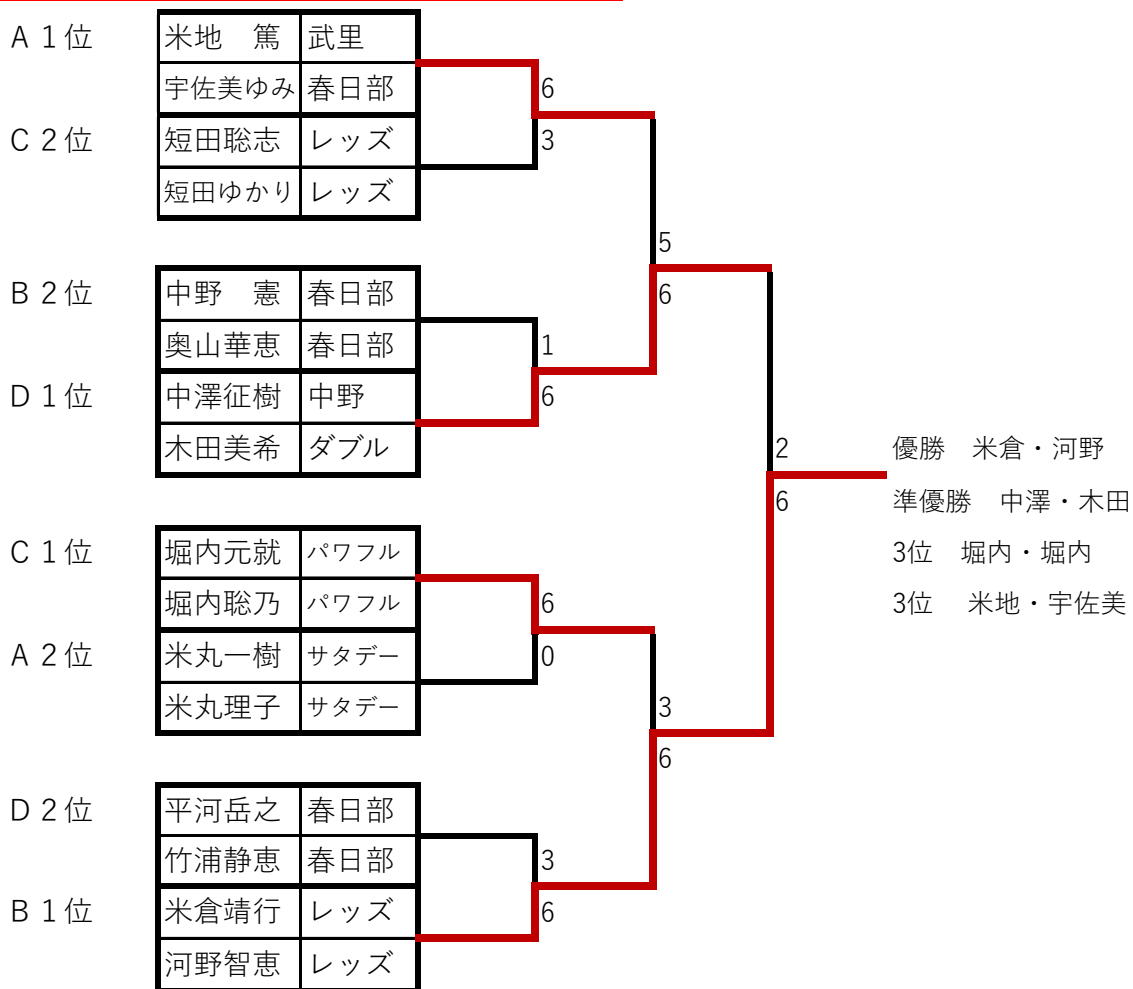 A 1位 米地　篤 武里
宇佐美ゆみ 春日部
6
C 2位 短田聡志 レッズ
3
短田ゆかり レッズ
5
B 2位 中野　憲 春日部
6
奥山華恵 春日部
1
D 1位 中澤征樹 中野
6
木田美希 ダブル
2 優勝　米倉・河野
6 準優勝　中澤・木田
C 1位 堀内元就 パワフル
3位　堀内・堀内
堀内聡乃 パワフル
6
3位　米地・宇佐美
A 2位 米丸一樹 サタデー
0
米丸理子 サタデー
3
6
D 2位 平河岳之 春日部
竹浦静恵 春日部
3
B 1位 米倉靖行 レッズ
6
河野智恵 レッズ